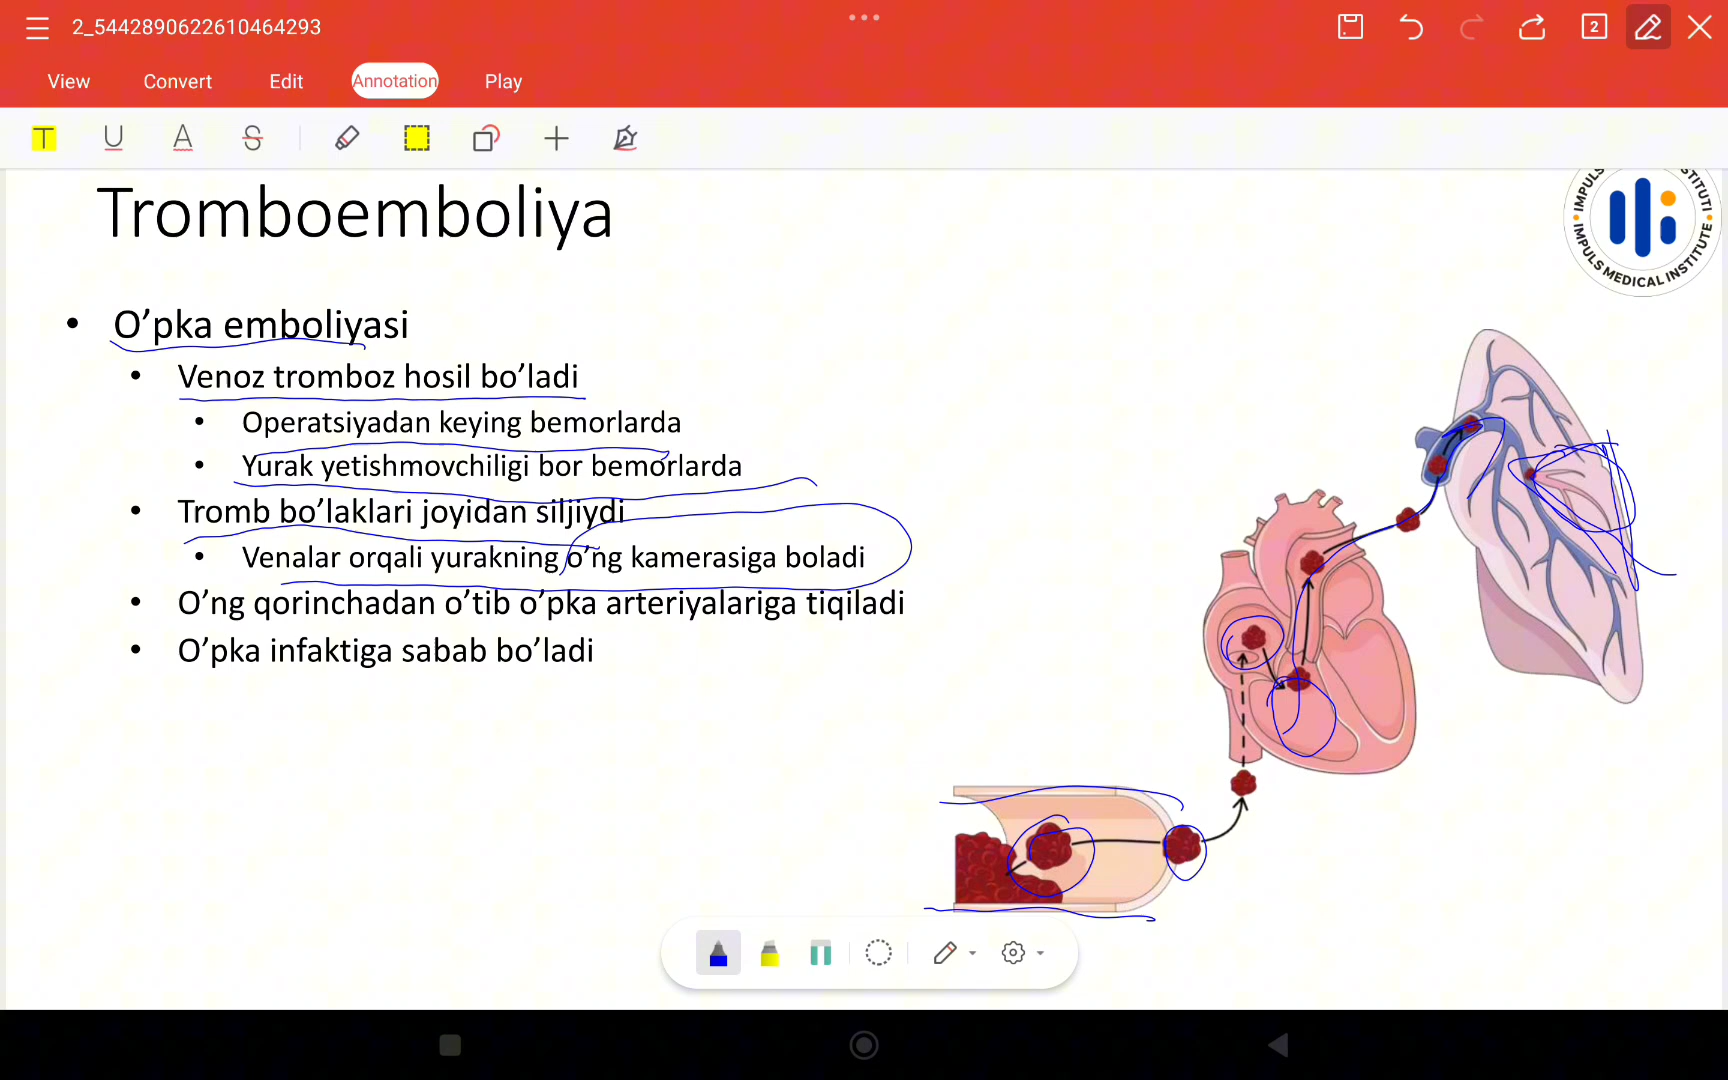 2_5442890622610464293
2
View Convert Edit Annotation Play
T U A S
Tromboemboliya
IMPULS MEDICAL INSTITUTE
• O’pka emboliyasi
• Venoz tromboz hosil bo’ladi
• Operatsiyadan keying bemorlarda
• Yurak yetishmovchiligi bor bemorlarda
• Tromb bo’laklari joyidan siljiydi
• Venalar orqali yurakning o’ng kamerasiga boladi
• O’ng qorinchadan o’tib o’pka arteriyalariga tiqiladi
• O’pka infaktiga sabab bo’ladi